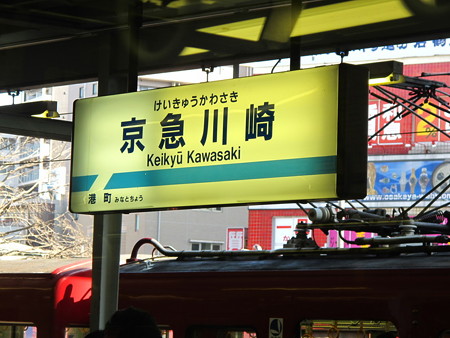 けいきゅうかわさき
京急川崎
Keikyū Kawasaki
港町 みなとちょう